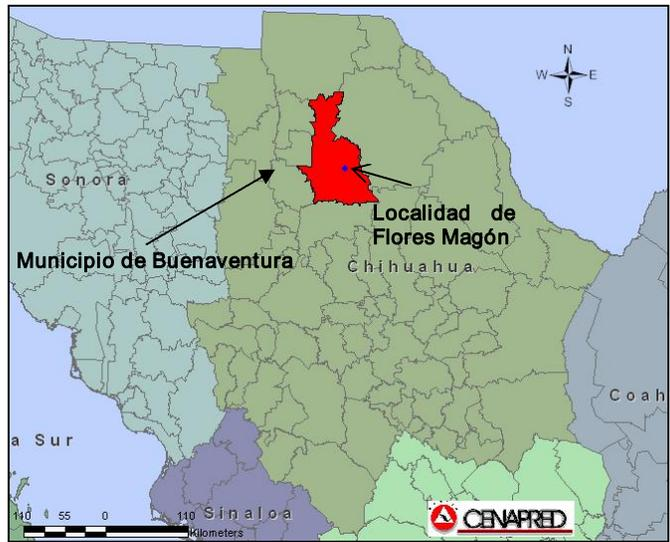 N
W E
S
Sonora
Localidad de
Flores Magón
Municipio de Buenaventura
Chihuahua
Coah
a Sur
Sinaloa
110 55 0 110
Kilometers
CENAPRED